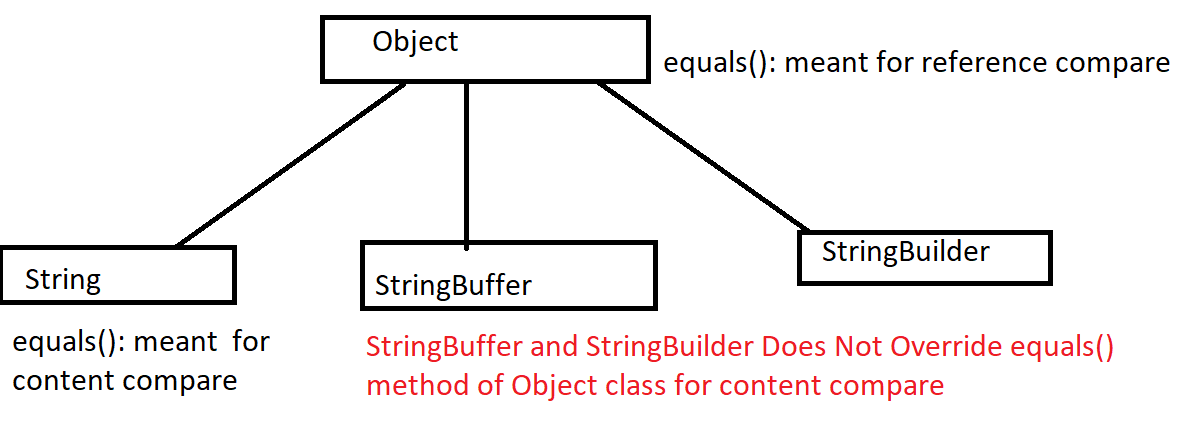 Object
equals(): meant for reference compare
String
StringBuffer
StringBuilder
equals(): meant  for
content compare
StringBuffer and StringBuilder Does Not Override equals()
method of Object class for content compare